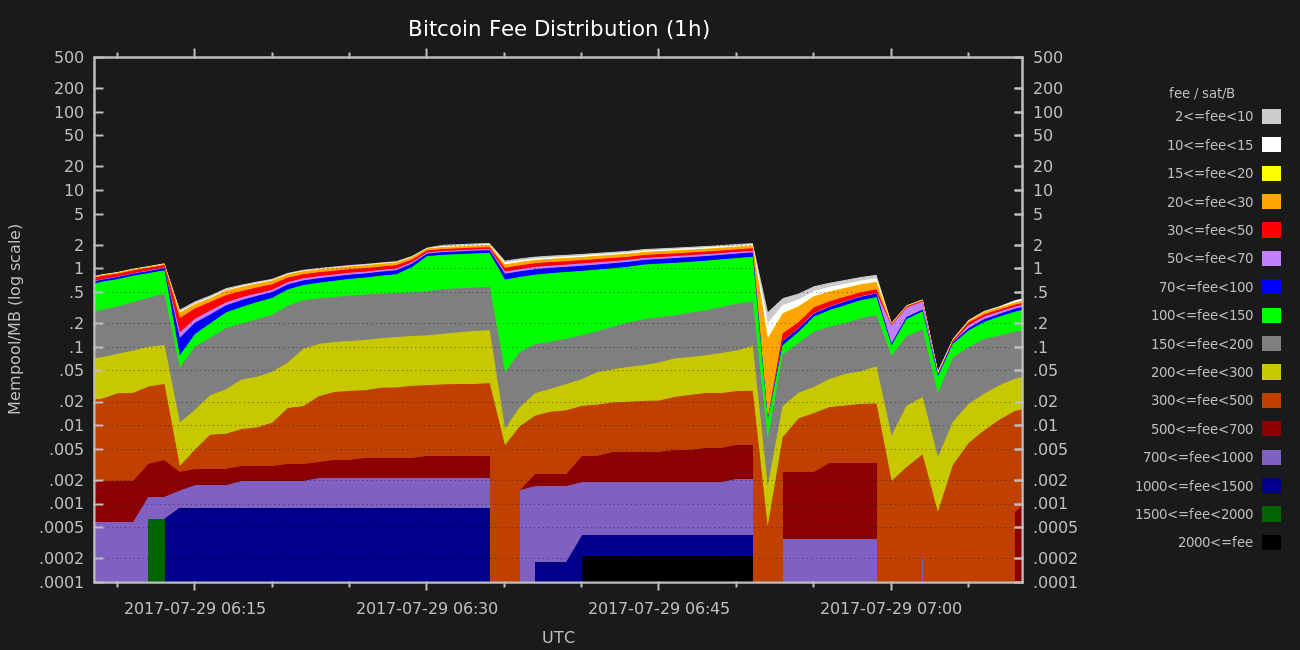 Bitcoin Fee Distribution (1h)
Mempool/MB (log scale)
500
200
100
50
20
10
5
2
1
.5
.2
.1
.05
.02
.01
.005
.002
.001
.0005
.0002
.0001
500
200
100
50
20
10
5
2
1
.5
.2
.1
.05
.02
.01
.005
.002
.001
.0005
.0002
.0001
fee / sat/B
2<=fee<10
10<=fee<15
15<=fee<20
20<=fee<30
30<=fee<50
50<=fee<70
70<=fee<100
100<=fee<150
150<=fee<200
200<=fee<300
300<=fee<500
500<=fee<700
700<=fee<1000
1000<=fee<1500
1500<=fee<2000
2000<=fee
2017-07-29 06:15 2017-07-29 06:30 2017-07-29 06:45 2017-07-29 07:00
UTC